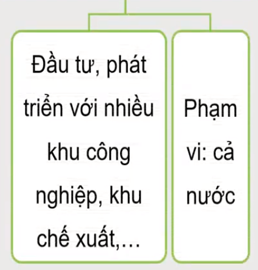 Đầu tư, phát
triển với nhiều
khu công
nghiệp, khu
chế xuất,...
Phạm
vi: cả
nước